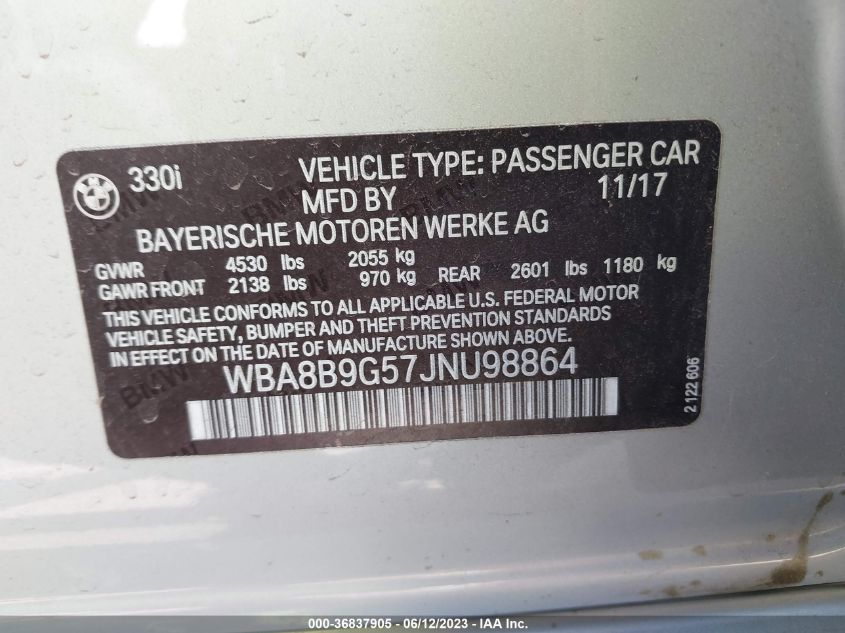 330i VEHICLE TYPE: PASSENGER CAR
MFD BY 11/17
BAYERISCHE MOTOREN WERKE AG
GVWR 4530 lbs 2055 kg
GAWR FRONT 2138 lbs 970 kg REAR 2601 lbs 1180 kg
THIS VEHICLE CONFORMS TO ALL APPLICABLE U.S. FEDERAL MOTOR
VEHICLE SAFETY, BUMPER AND THEFT PREVENTION STANDARDS
IN EFFECT ON THE DATE OF MANUFACTURE SHOWN ABOVE.
WBA8B9G57JNU98864
2 122 606
000-36837905 - 06/12/2023 - IAA Inc.